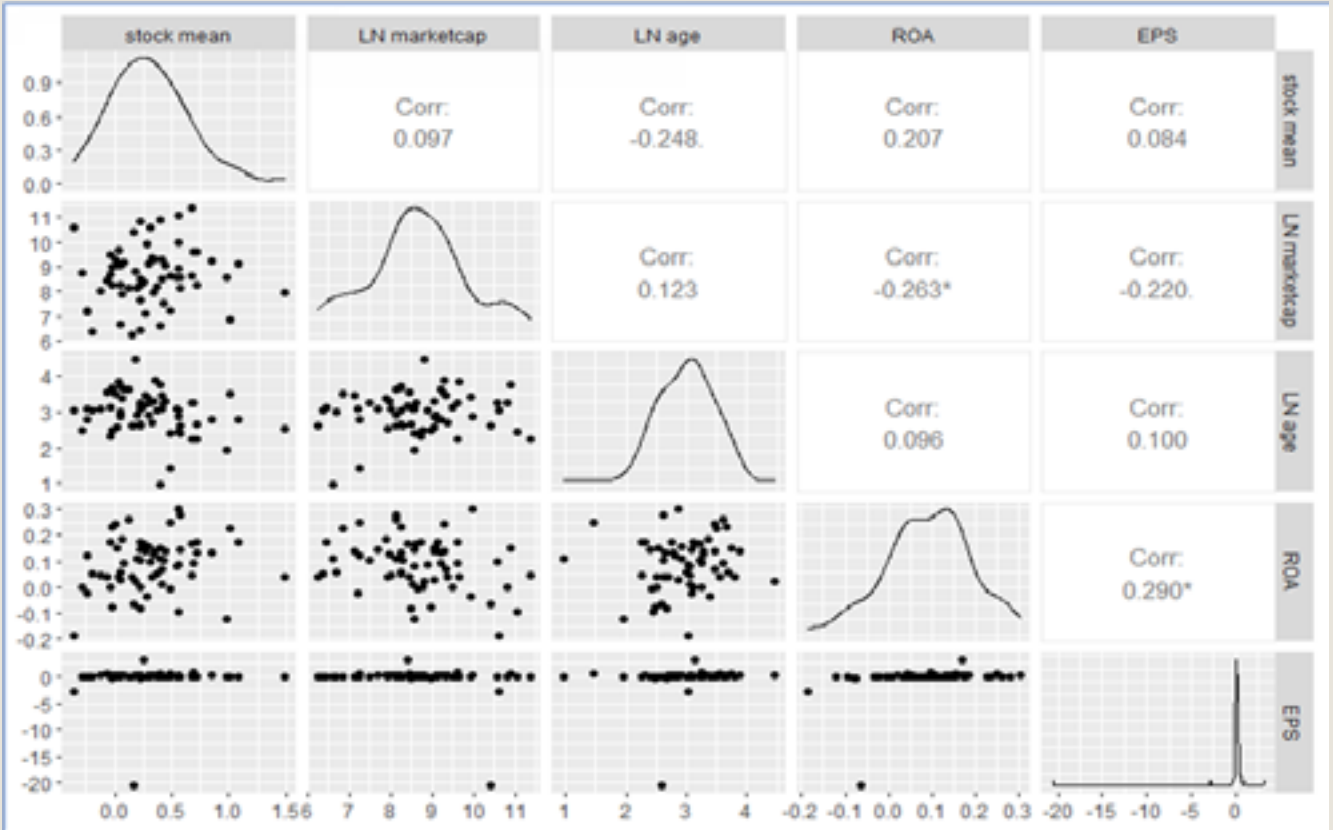 stock mean LN marketcap LN age ROA EPS
0.9
0.6
0.3
0.0
Corr:
0.097
Corr:
-0.248.
Corr:
0.207
Corr:
0.084
stock mean
11
10
9
8
7
6
Corr:
0.123
Corr:
-0.263*
Corr:
-0.220.
LN marketcap
4
3
2
1
Corr:
0.096
Corr:
0.100
LN age
0.3
0.2
0.1
0.0
-0.1
-0.2
Corr:
0.290*
ROA
0
-5
-10
-15
-20
EPS
0.0 0.5 1.0 1.5 6 7 8 9 10 11 1 2 3 4 -0.2 -0.1 0.0 0.1 0.2 0.3 -20 -15 -10 -5 0